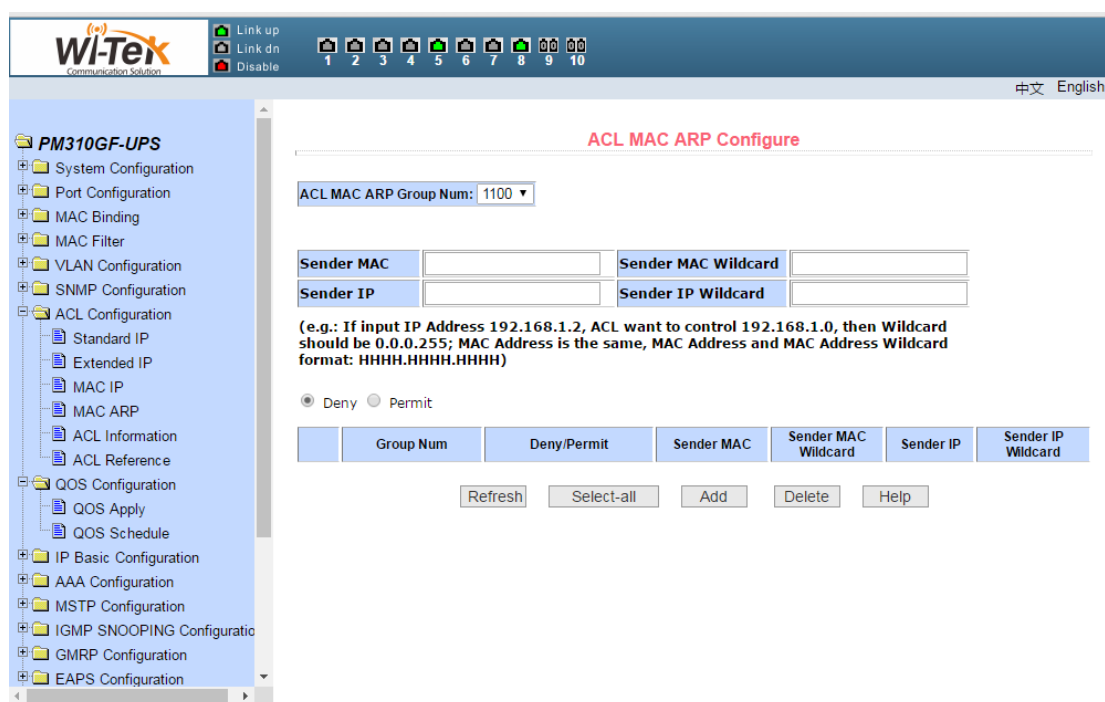 WI-TeK
Communication Solution
Link up
Link dn
Disable
1 2 3 4 5 6 7 8 9 10
中文 English
PM310GF-UPS
System Configuration
Port Configuration
MAC Binding
MAC Filter
VLAN Configuration
SNMP Configuration
ACL Configuration
Standard IP
Extended IP
MAC IP
MAC ARP
ACL Information
ACL Reference
QOS Configuration
QOS Apply
QOS Schedule
IP Basic Configuration
AAA Configuration
MSTP Configuration
IGMP SNOOPING Configuratio
GMRP Configuration
EAPS Configuration
ACL MAC ARP Configure
ACL MAC ARP Group Num: 1100
Sender MAC Sender MAC Wildcard
Sender IP Sender IP Wildcard
(e.g.: If input IP Address 192.168.1.2, ACL want to control 192.168.1.0, then Wildcard
should be 0.0.0.255; MAC Address is the same, MAC Address and MAC Address Wildcard
format: HHHH.HHHH.HHHH)
Deny Permit
Group Num Deny/Permit Sender MAC Sender MAC Wildcard Sender IP Sender IP Wildcard
Refresh Select-all Add Delete Help